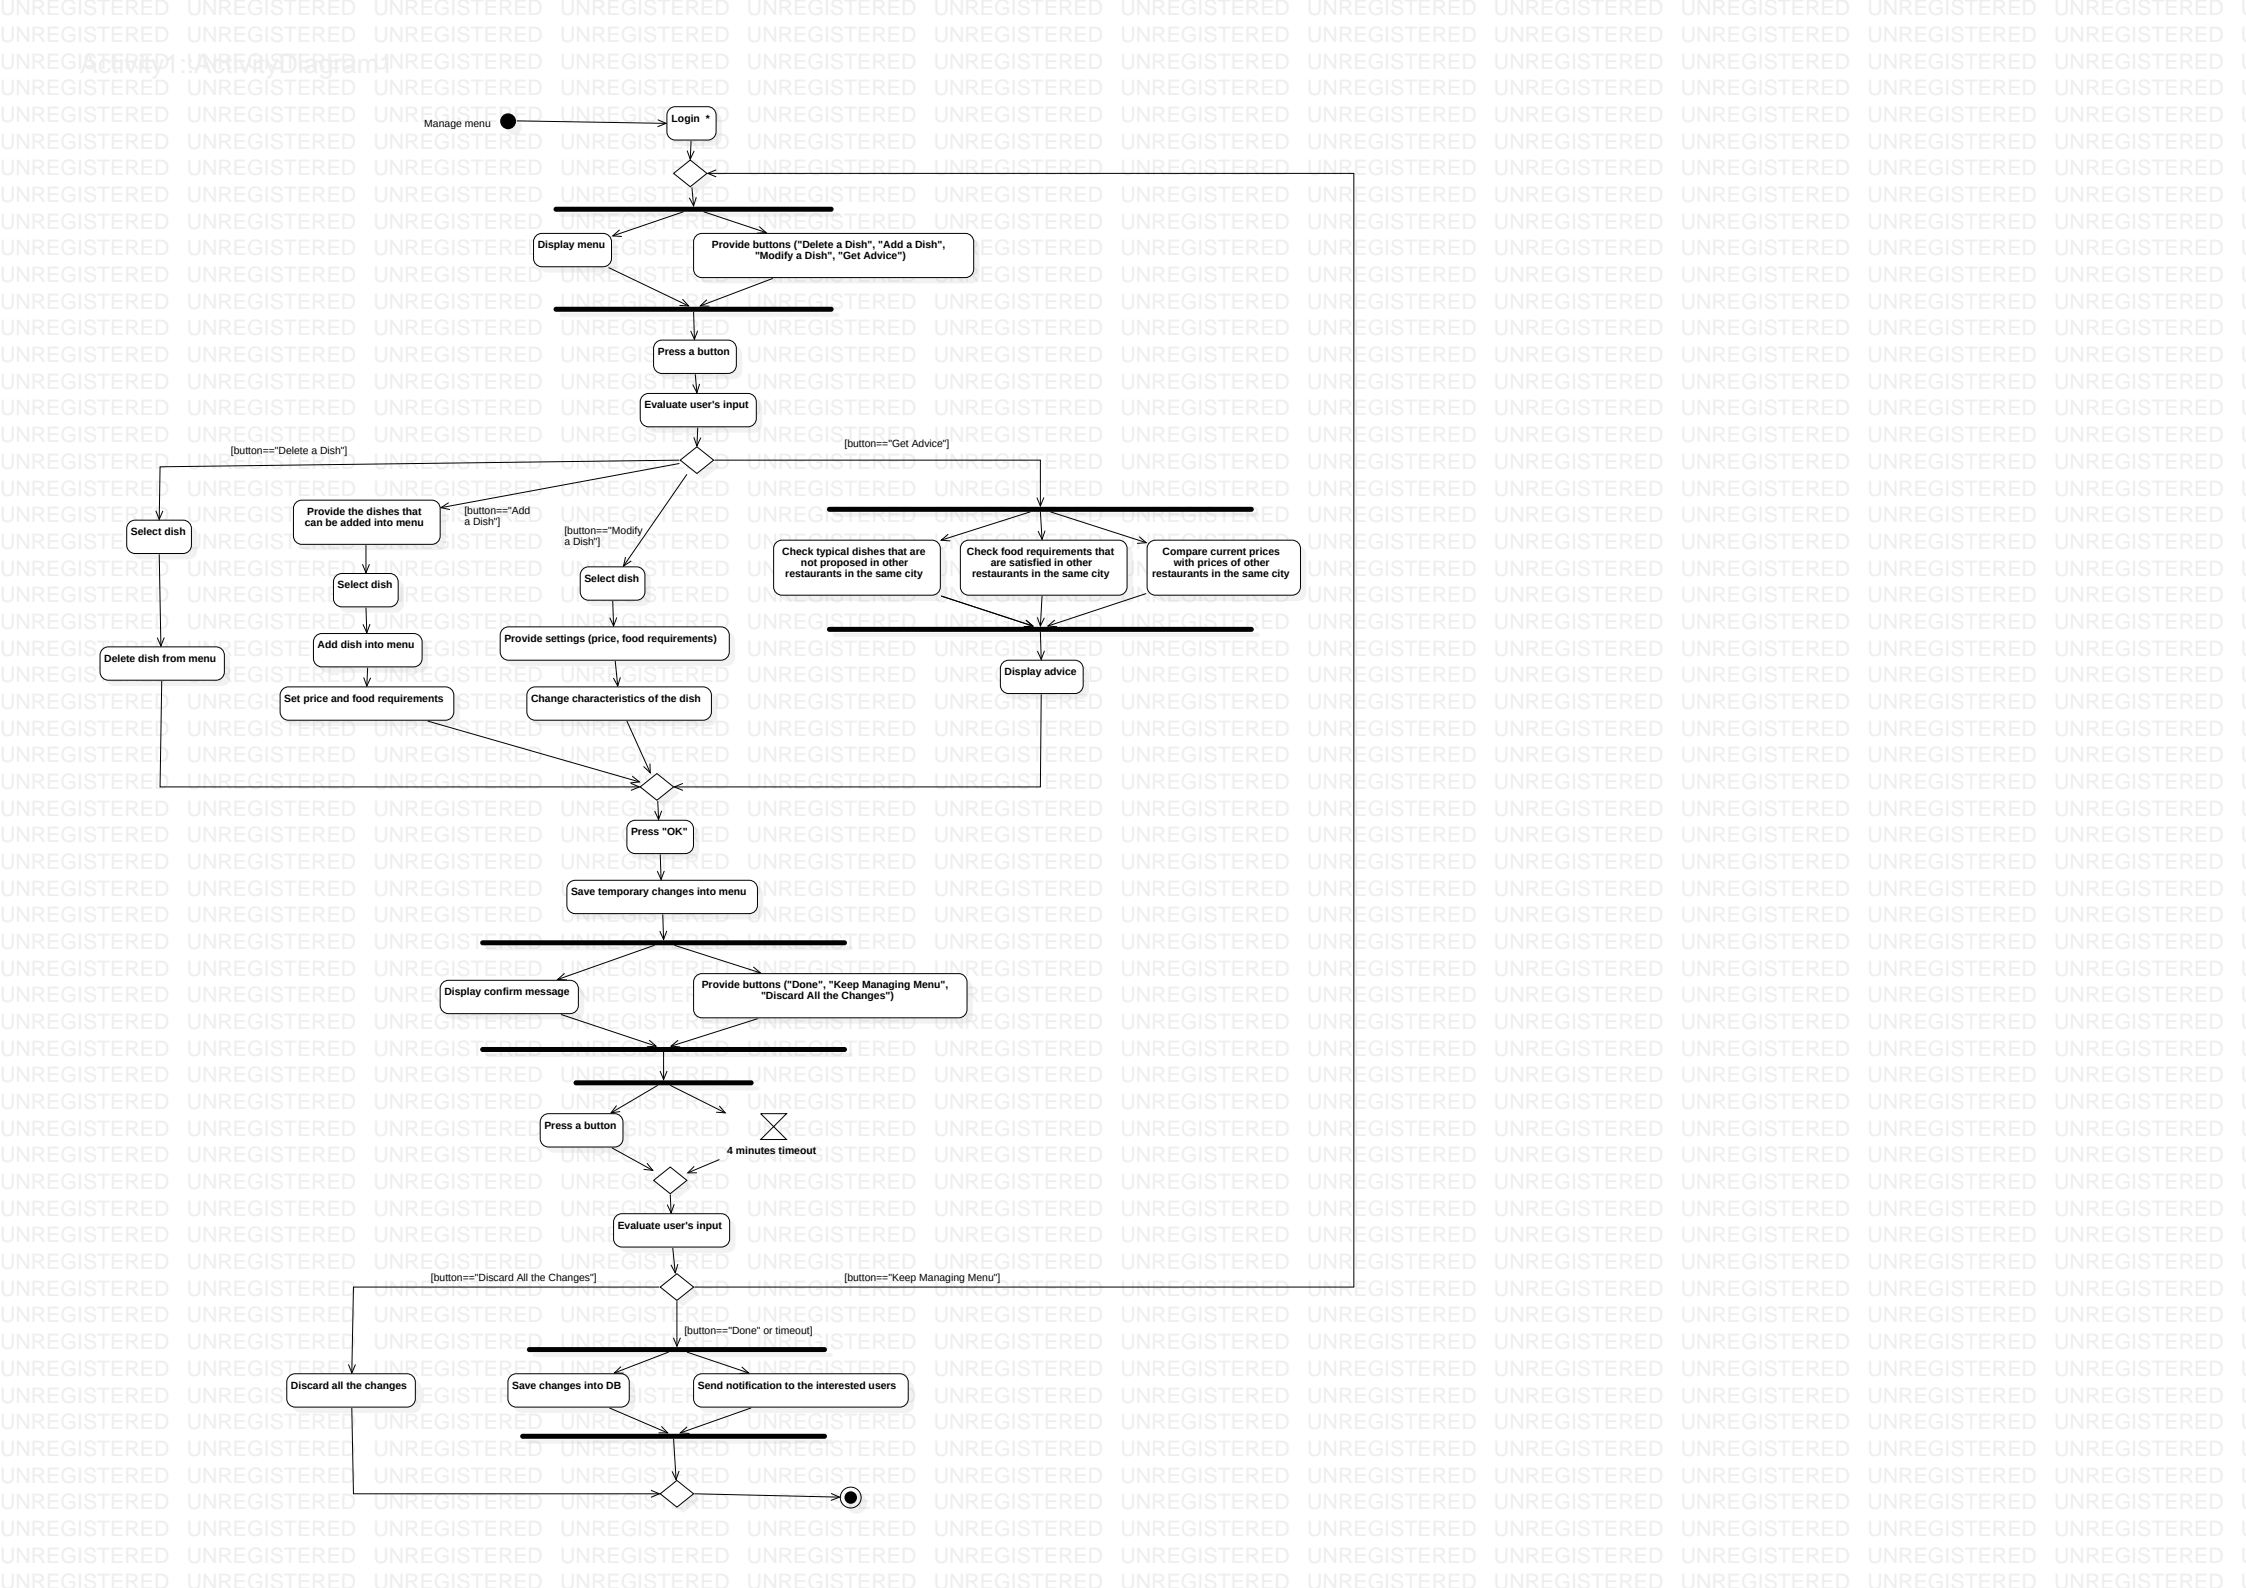 Activity1::ActivityDiagram1
Manage menu
Login *
Display menu
Provide buttons ("Delete a Dish", "Add a Dish",
"Modify a Dish", "Get Advice")
Press a button
Evaluate user's input
[button=="Delete a Dish"]
[button=="Get Advice"]
Provide the dishes that
can be added into menu
[button=="Add
a Dish"]
[button=="Modify
a Dish"]
Select dish
Check typical dishes that are
not proposed in other
restaurants in the same city
Check food requirements that
are satisfied in other
restaurants in the same city
Compare current prices
with prices of other
restaurants in the same city
Select dish
Select dish
Provide settings (price, food requirements)
Add dish into menu
Delete dish from menu
Display advice
Set price and food requirements
Change characteristics of the dish
Press "OK"
Save temporary changes into menu
Display confirm message
Provide buttons ("Done", "Keep Managing Menu",
"Discard All the Changes")
Press a button
4 minutes timeout
Evaluate user's input
[button=="Discard All the Changes"]
[button=="Keep Managing Menu"]
[button=="Done" or timeout]
Discard all the changes
Save changes into DB
Send notification to the interested users
UNREGISTERED